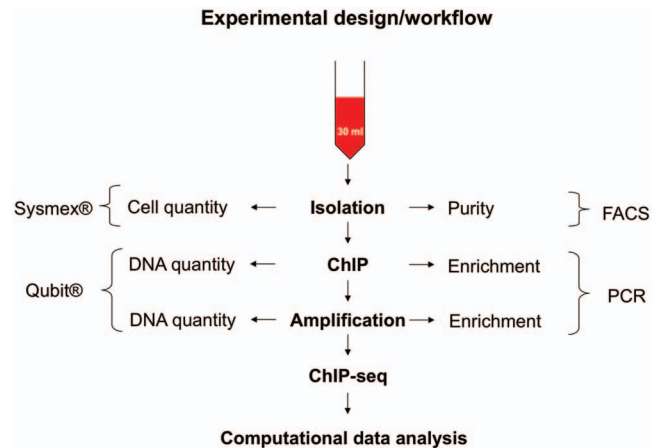 Experimental design/workflow
30 ml
Sysmex® Cell quantity Isolation Purity FACS
DNA quantity ChIP Enrichment
Qubit® PCR
DNA quantity Amplification Enrichment
ChIP-seq
Computational data analysis